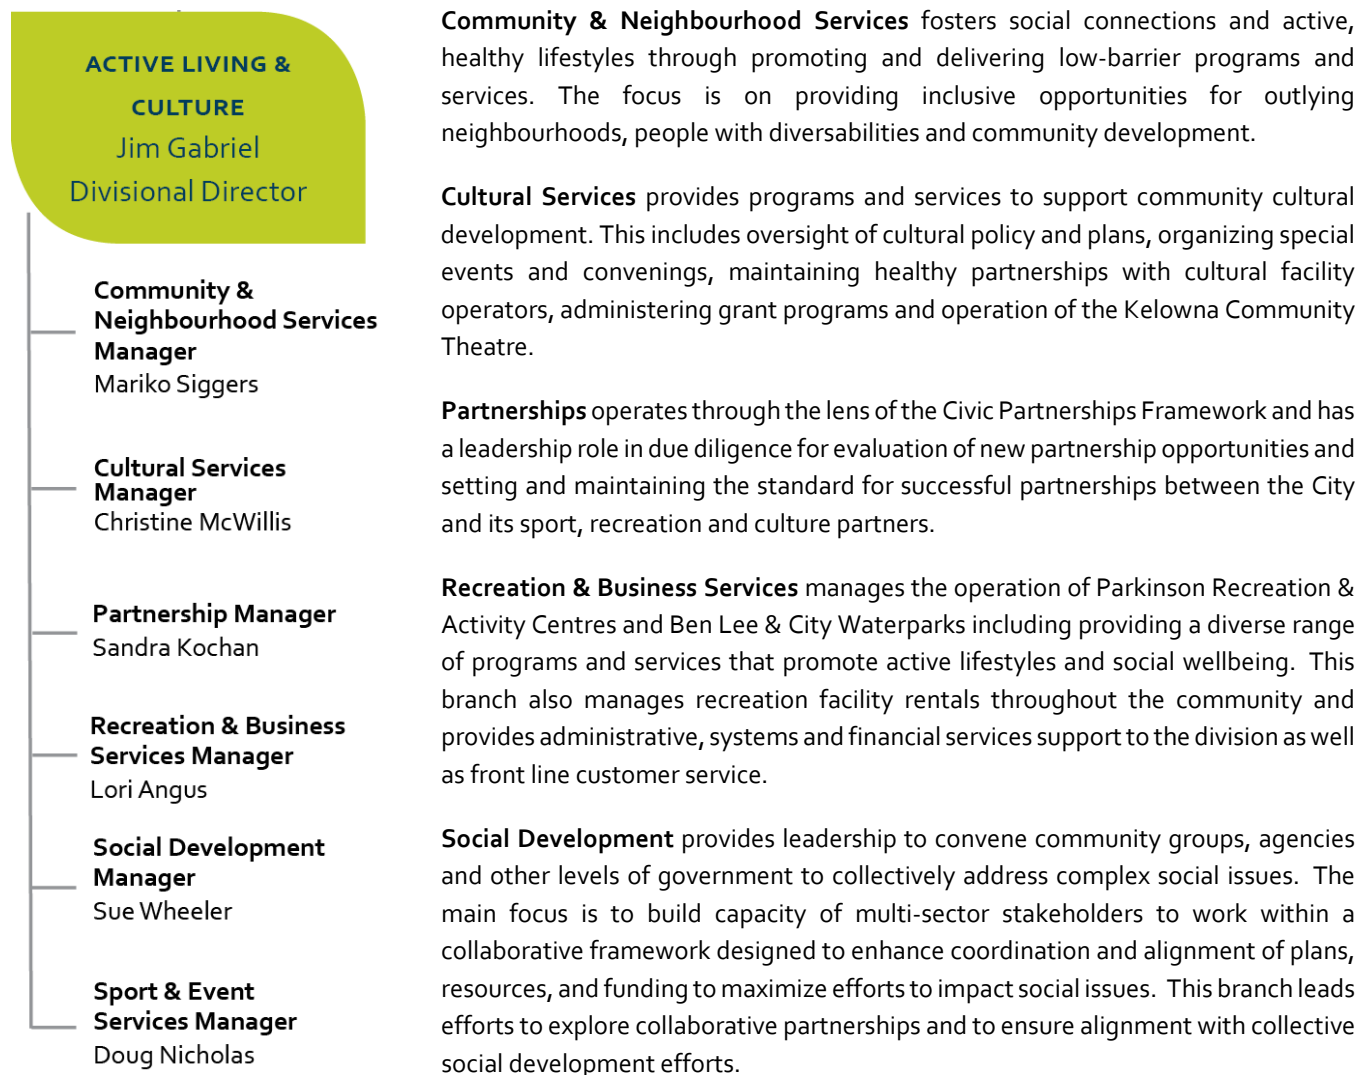 ACTIVE LIVING &
CULTURE
Jim Gabriel
Divisional Director
Community &
Neighbourhood Services
Manager
Mariko Siggers
Cultural Services
Manager
Christine McWillis
Partnership Manager
Sandra Kochan
Recreation & Business
Services Manager
Lori Angus
Social Development
Manager
Sue Wheeler
Sport & Event
Services Manager
Doug Nicholas
Community & Neighbourhood Services fosters social connections and active,
healthy lifestyles through promoting and delivering low-barrier programs and
services. The focus is on providing inclusive opportunities for outlying
neighbourhoods, people with diversabilities and community development.
Cultural Services provides programs and services to support community cultural
development. This includes oversight of cultural policy and plans, organizing special
events and convenings, maintaining healthy partnerships with cultural facility
operators, administering grant programs and operation of the Kelowna Community
Theatre.
Partnerships operates through the lens of the Civic Partnerships Framework and has
a leadership role in due diligence for evaluation of new partnership opportunities and
setting and maintaining the standard for successful partnerships between the City
and its sport, recreation and culture partners.
Recreation & Business Services manages the operation of Parkinson Recreation &
Activity Centres and Ben Lee & City Waterparks including providing a diverse range
of programs and services that promote active lifestyles and social wellbeing. This
branch also manages recreation facility rentals throughout the community and
provides administrative, systems and financial services support to the division as well
as front line customer service.
Social Development provides leadership to convene community groups, agencies
and other levels of government to collectively address complex social issues. The
main focus is to build capacity of multi-sector stakeholders to work within a
collaborative framework designed to enhance coordination and alignment of plans,
resources, and funding to maximize efforts to impact social issues. This branch leads
efforts to explore collaborative partnerships and to ensure alignment with collective
social development efforts.